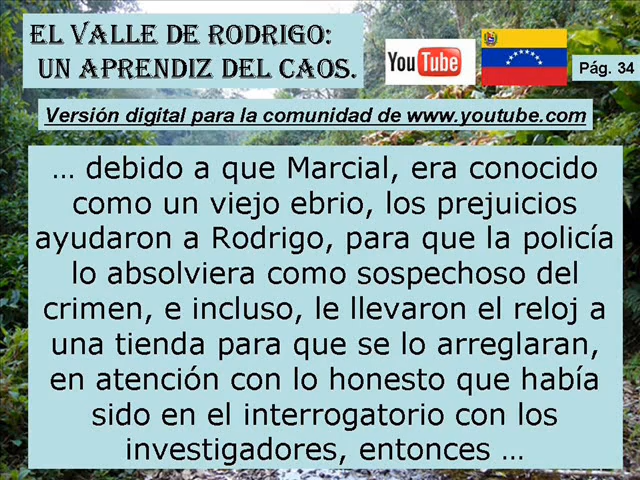 EL VALLE DE RODRIGO:
UN APRENDIZ DEL CAOS.
YouTube
Pág. 34
Versión digital para la comunidad de www.youtube.com
... debido a que Marcial, era conocido
como un viejo ebrio, los prejuicios
ayudaron a Rodrigo, para que la policía
lo absolviera como sospechoso del
crimen, e incluso, le llevaron el reloj a
una tienda para que se lo arreglaran,
en atención con lo honesto que había
sido en el interrogatorio con los
investigadores, entonces ...